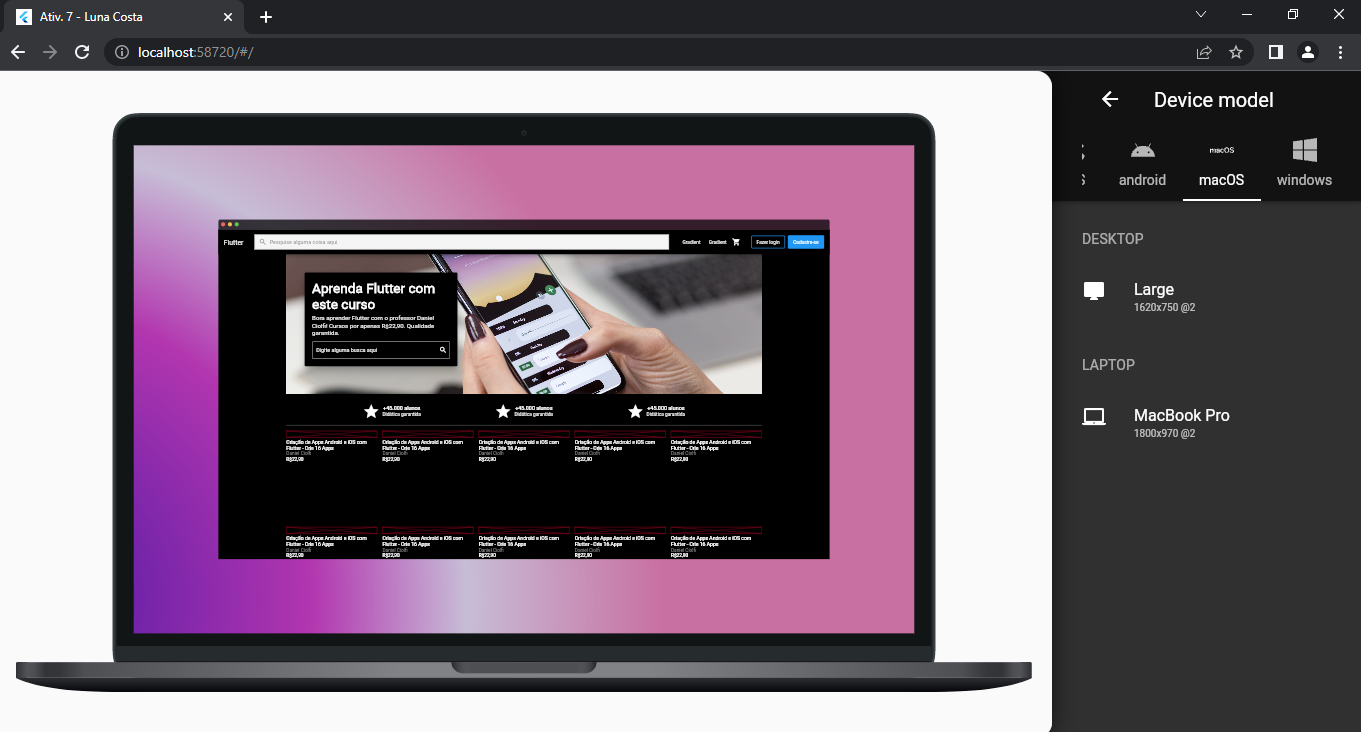 Ativ. 7 - Luna Costa
localhost:58720/#/
Device model
S
android
macOS
macOS
windows
DESKTOP
Large
1620x750 @2
LAPTOP
MacBook Pro
1800x970 @2
Flutter
Pesquise alguma coisa aqui
Gradient
Gradient
Fazer login
Cadastre-se
Aprenda Flutter com
este curso
Bora aprender Flutter com o professor Daniel
Ciolfi! Cursos por apenas R$22,90. Qualidade
garantida.
Digite alguma busca aqui
+45.000 alunos
Didática garantida
+45.000 alunos
Didática garantida
+45.000 alunos
Didática garantida
Criação de Apps Android e iOS com
Flutter - Crie 16 Apps
Daniel Ciolfi
R$22,90
Criação de Apps Android e iOS com
Flutter - Crie 16 Apps
Daniel Ciolfi
R$22,90
Criação de Apps Android e iOS com
Flutter - Crie 16 Apps
Daniel Ciolfi
R$22,90
Criação de Apps Android e iOS com
Flutter - Crie 16 Apps
Daniel Ciolfi
R$22,90
Criação de Apps Android e iOS com
Flutter - Crie 16 Apps
Daniel Ciolfi
R$22,90
Criação de Apps Android e iOS com
Flutter - Crie 16 Apps
Daniel Ciolfi
R$22,90
Criação de Apps Android e iOS com
Flutter - Crie 16 Apps
Daniel Ciolfi
R$22,90
Criação de Apps Android e iOS com
Flutter - Crie 16 Apps
Daniel Ciolfi
R$22,90
Criação de Apps Android e iOS com
Flutter - Crie 16 Apps
Daniel Ciolfi
R$22,90
Criação de Apps Android e iOS com
Flutter - Crie 16 Apps
Daniel Ciolfi
R$22,90